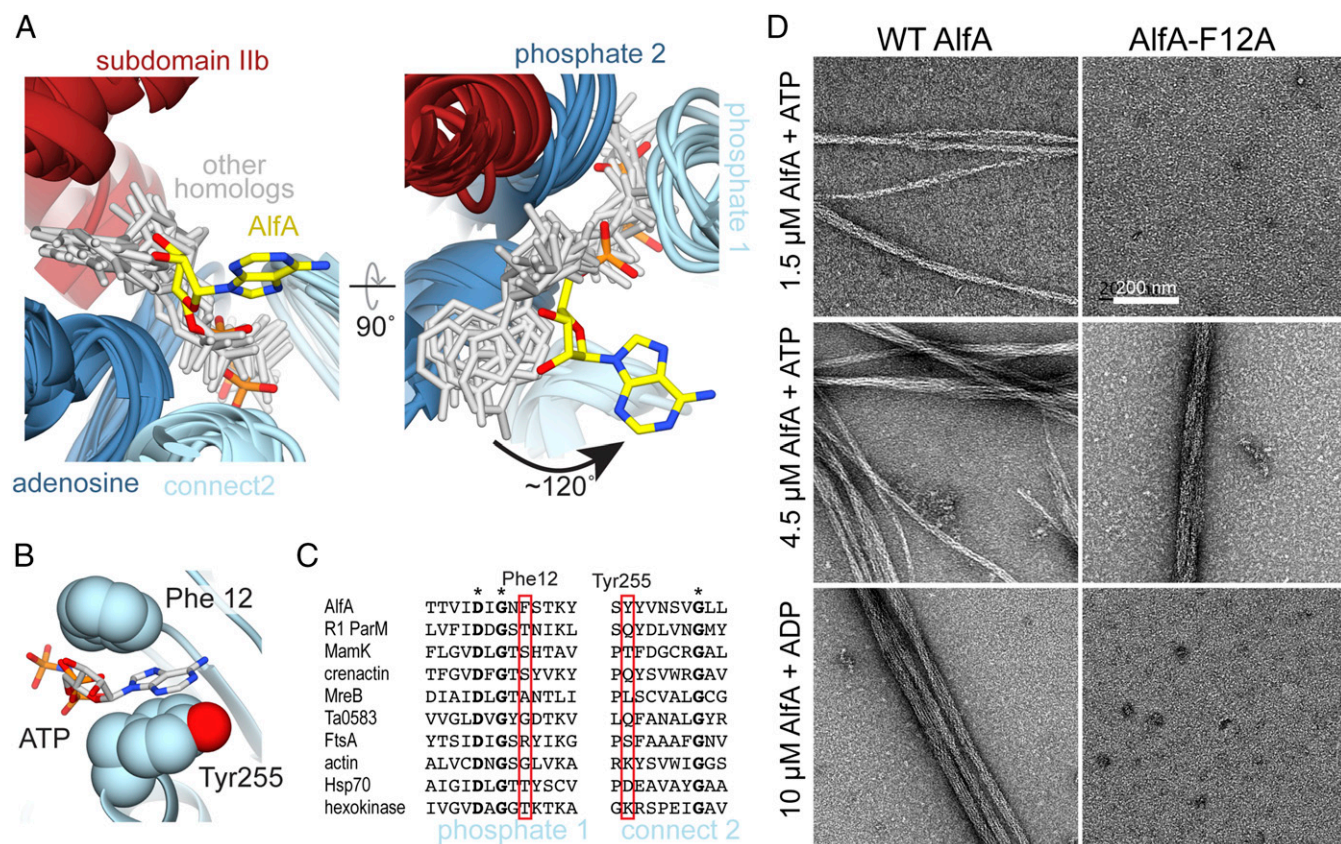 A
subdomain IIb
other
homologs
AlfA
adenosine
connect2
90°
phosphate 2
phosphate 1
~120°
B
Phe 12
ATP
Tyr255
C
Phe12 Tyr255
* * *
AlfA TTVIDIGNFSTKY SYYVNSVGLL
R1 ParM LVFIDDGSTNIKL SQYDLVNGMY
MamK FLGVDLGTSHTAV PTFDGCRGAL
crenactin TFGVDFGTSYVKY PQYSVWRGAV
MreB DIAIDLGTANTLI PLSCVALGCG
Ta0583 VVGLDVGYGDTKV LQFANALGYR
FtsA YTSIDIGSRYIKG PSFAAAFGNV
actin ALVCDNGSGLVKA RKYSVWIGGS
Hsp70 AIGIDLGTTYSCV PDEAVAYGAA
hexokinase IVGVDAGGTKTKA GKRSPEIGAV
phosphate 1 connect 2
D
WT AlfA AlfA-F12A
1.5 µM AlfA + ATP
200 nm
4.5 µM AlfA + ATP
10 µM AlfA + ADP